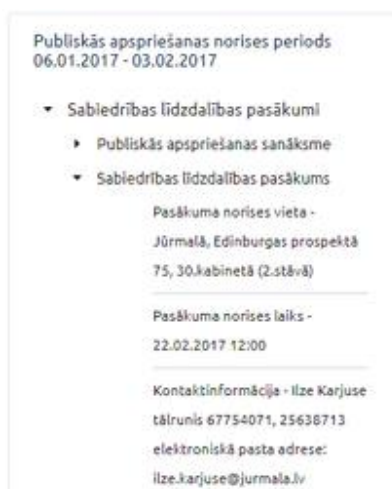 Publiskās apspriešanas norises periods
06.01.2017 - 03.02.2017
Sabiedrības līdzdalības pasākumi
Publiskās apspriešanas sanāksme
Sabiedrības līdzdalības pasākums
Pasākuma norises vieta -
Jūrmalā, Edinburgas prospektā
75, 30.kabinetā (2.stāvā)
Pasākuma norises laiks -
22.02.2017 12:00
Kontaktinformācija - Ilze Karjuse
tālrunis 67754071, 25638713
elektroniskā pasta adrese:
ilze.karjuse@jurmala.lv